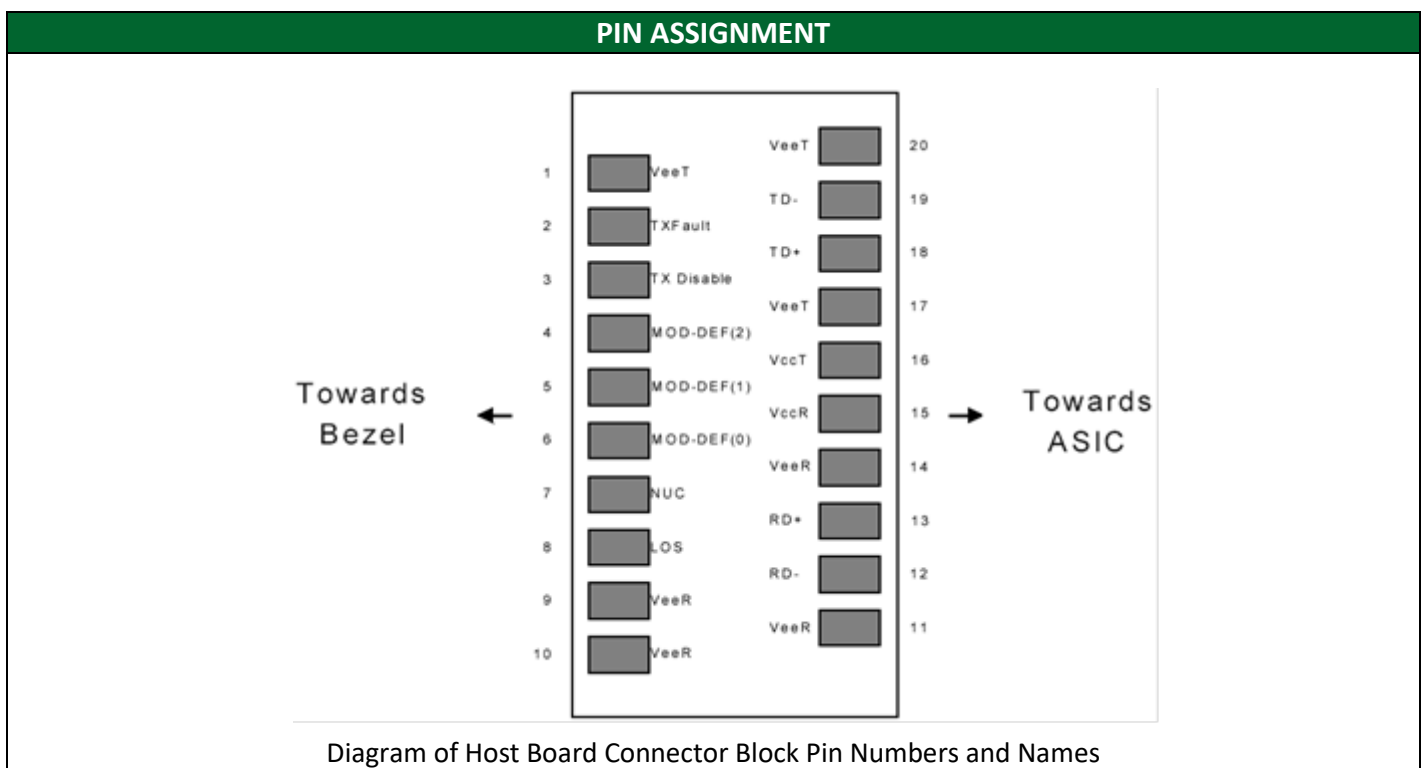 PIN ASSIGNMENT
1 VeeT
2 TXFault
3 TX Disable
4 MOD-DEF(2)
5 MOD-DEF(1)
6 MOD-DEF(0)
7 NUC
8 LOS
9 VeeR
10 VeeR
Towards
Bezel
VeeT 20
TD- 19
TD+ 18
VeeT 17
VccT 16
VccR 15
VeeR 14
RD+ 13
RD- 12
VeeR 11
Towards
ASIC
Diagram of Host Board Connector Block Pin Numbers and Names